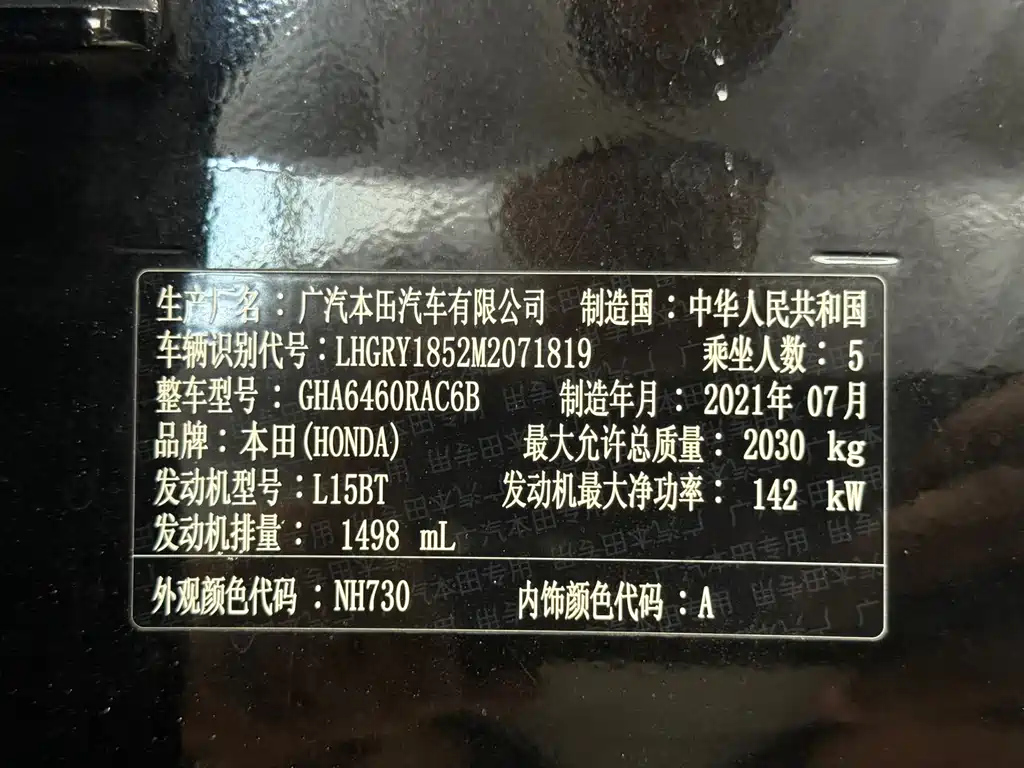 生产厂名：广汽本田汽车有限公司 制造国：中华人民共和国
车辆识别代号：LHGRY1852M2071819 乘坐人数：5
整车型号：GHA6460RAC6B 制造年月：2021年07月
品牌：本田(HONDA) 最大允许总质量：2030 kg
发动机型号：L15BT 发动机最大净功率：142 kW
发动机排量：1498 mL
外观颜色代码：NH730 内饰颜色代码：A